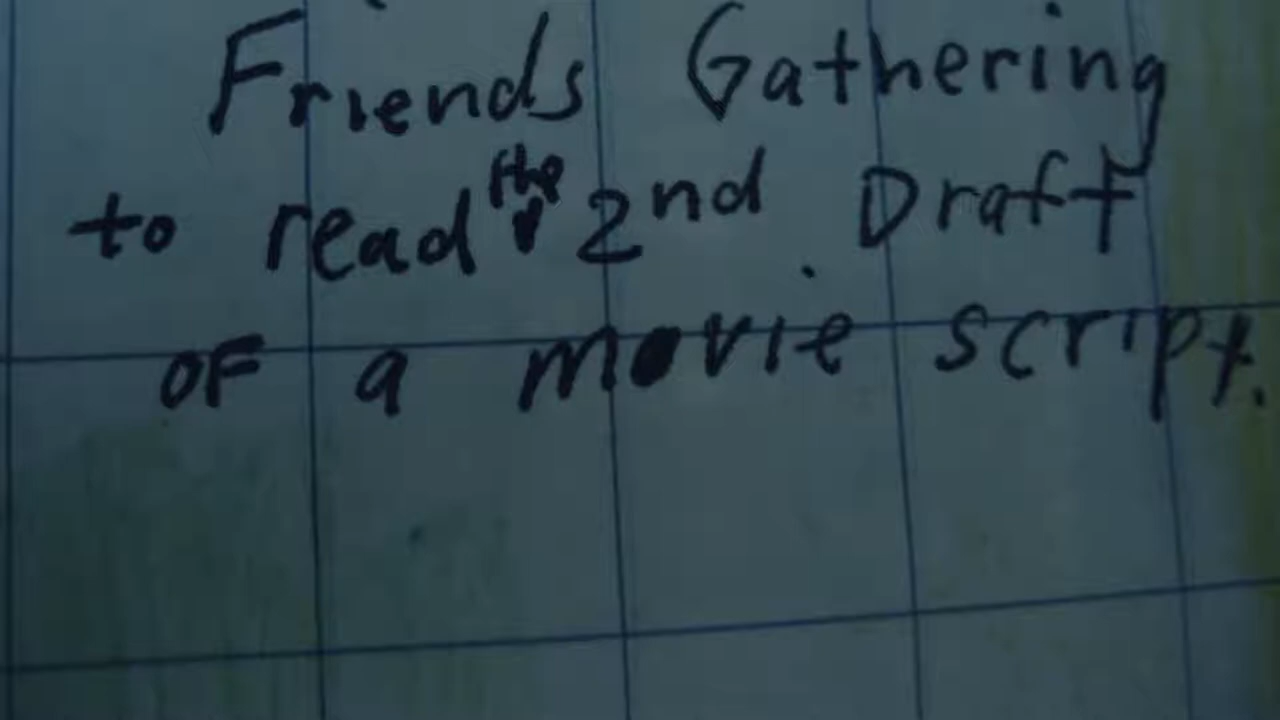 Friends Gathering
to read the 2nd Draft
of a movie script.